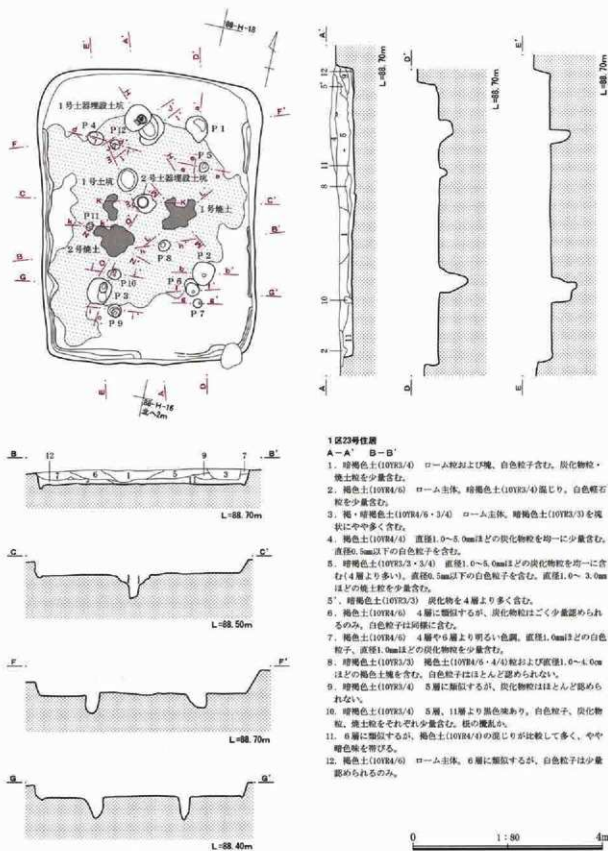 88-H-18
1号土器埋設土坑
P4
P12
P1
P5
1号土坑
2号土器埋設土坑
1号焼土
P11
2号焼土
P8
P2
P10
P6
P3
P7
P9
88-H-16
北へ2m
A'
L=88.70m
D'
L=88.70m
E'
L=88.70m
A
D
E
B
B'
L=88.70m
C
C'
L=88.50m
F
F'
L=88.70m
G
G'
L=88.40m
1区23号住居
A-A' B-B'
1. 暗褐色土(10YR3/4) ローム粒および塊、白色粒子含む。炭化物粒・
焼土粒を少量含む。
2. 褐色土(10YR4/6) ローム主体。暗褐色土(10YR3/4)混じり。白色軽石
粒を少量含む。
3. 褐・暗褐色土(10YR4/6・3/4) ローム主体。暗褐色土(10YR3/3)を塊
状にやや多く含む。
4. 褐色土(10YR4/4) 直径1.0~5.0mmほどの炭化物粒を均一に少量含む。
直径0.5mm以下の白色粒子を含む。
5. 暗褐色土(10YR3/3・3/4) 直径1.0~5.0mmほどの炭化物粒を均一に含
む(4層より多い)。直径0.5mm以下の白色粒子を含む。直径1.0~3.0mm
ほどの焼土粒を少量含む。
5'. 暗褐色土(10YR3/3) 炭化物を4層より多く含む。
6. 褐色土(10YR4/6) 4層に類似するが、炭化物粒はごく少量認められ
るのみ。白色粒子は同様に含む。
7. 褐色土(10YR4/6) 4層や6層より明るい色調。直径1.0mmほどの白色
粒子、直径1.0mmほどの炭化物粒を少量含む。
8. 暗褐色土(10YR3/3) 褐色土(10YR4/6・4/4)粒および直径1.0~4.0cm
ほどの褐色土塊を含む。白色粒子はほとんど認められない。
9. 暗褐色土(10YR3/4) 5層に類似するが、炭化物粒はほとんど認めら
れない。
10. 暗褐色土(10YR3/4) 5層、11層より黒色味あり。白色粒子、炭化物
粒、焼土粒をそれぞれ少量含む。根の攪乱か。
11. 6層に類似するが、褐色土(10YR4/4)の混じりが比較して多く、やや
暗色味を帯びる。
12. 褐色土(10YR4/6) ローム主体。6層に類似するが、白色粒子は少量
認められるのみ。
0 1:80 4m